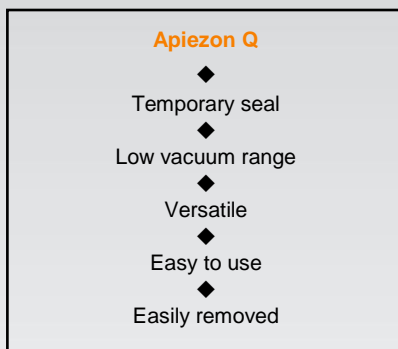 Apiezon Q
◆
Temporary seal
◆
Low vacuum range
◆
Versatile
◆
Easy to use
◆
Easily removed